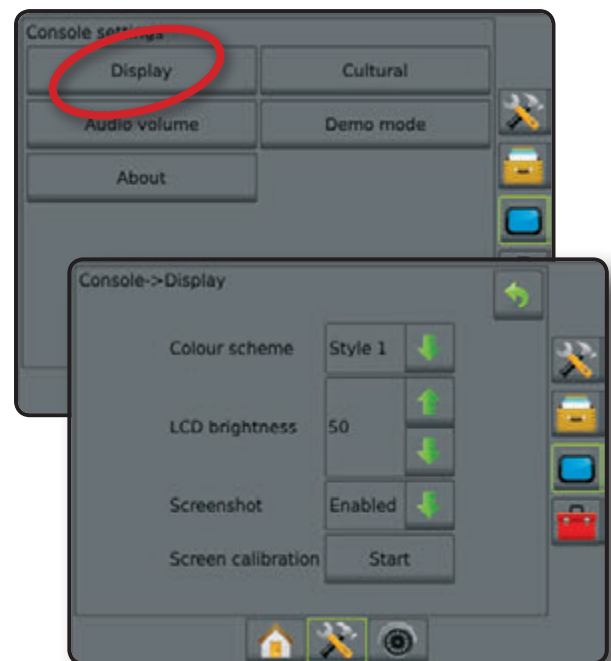 Console settings
Display
Cultural
Audio volume
Demo mode
About
Console->Display
Colour scheme
Style 1
LCD brightness
50
Screenshot
Enabled
Screen calibration
Start